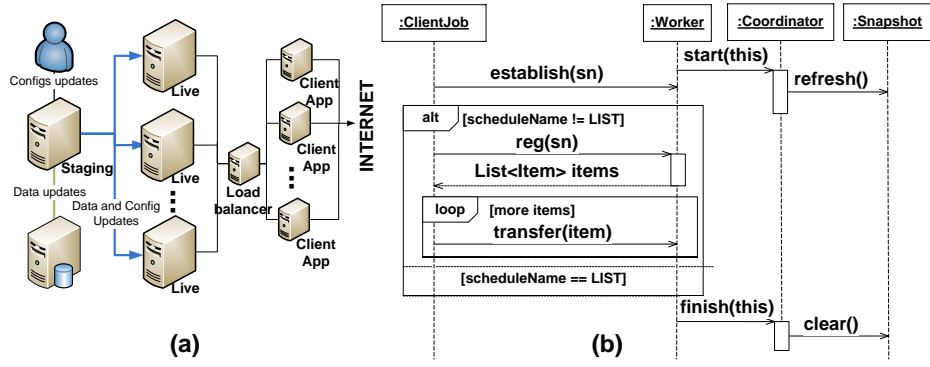 Configs updates
Staging
Data updates
Data and Config
Updates
Live
Live
Live
Load
balancer
Client
App
Client
App
Client
App
INTERNET
(a)
:ClientJob
:Worker
:Coordinator
:Snapshot
start(this)
establish(sn)
refresh()
alt
[scheduleName != LIST]
reg(sn)
List<Item> items
loop
[more items]
transfer(item)
[scheduleName == LIST]
finish(this)
clear()
(b)